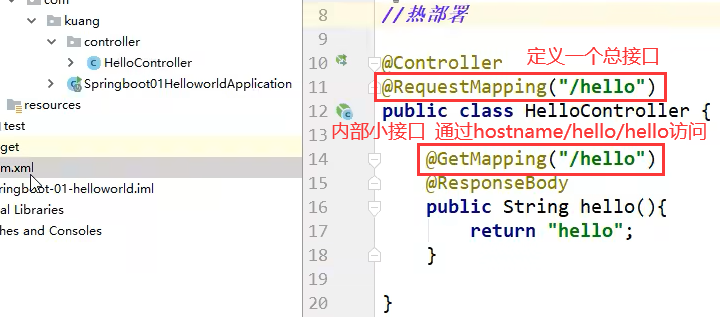 com
kuang
controller
HelloController
Springboot01HelloworldApplication
resources
test
get
m.xml
ringboot-01-helloworld.iml
al Libraries
hes and Consoles
8 //热部署
9
10 @Controller 定义一个总接口
11 @RequestMapping("/hello")
12 public class HelloController {
13 内部小接口 通过hostname/hello/hello访问
14 @GetMapping("/hello")
15 @ResponseBody
16 public String hello(){
17 return "hello";
18 }
19
20 }